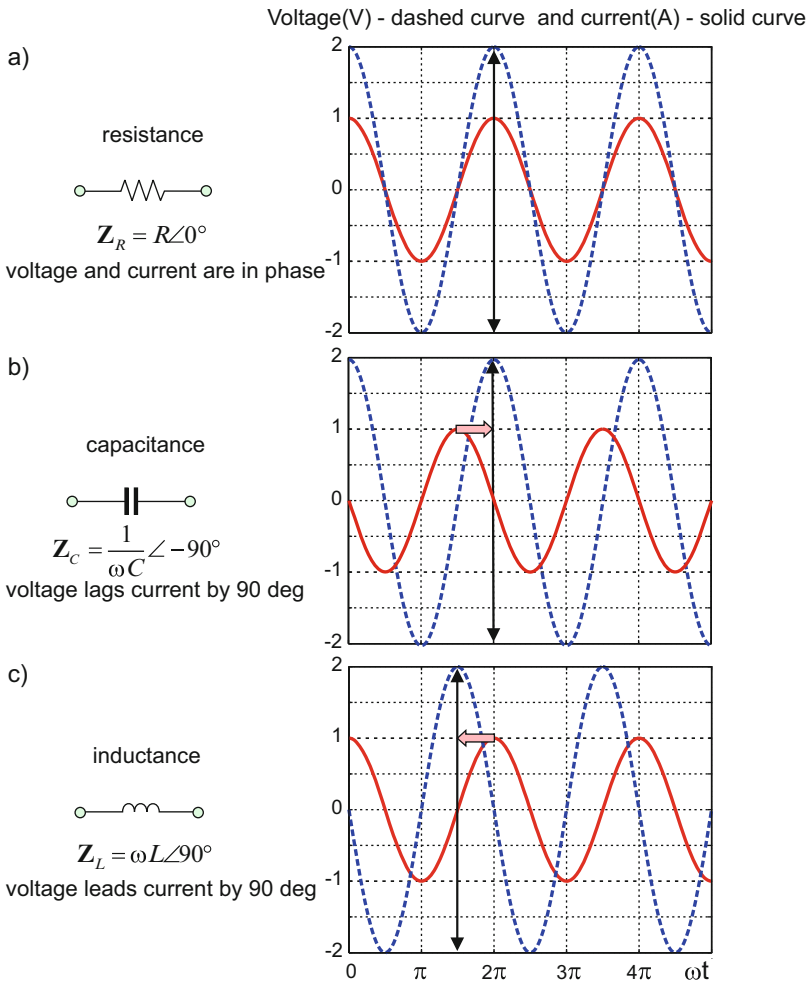 Voltage(V) - dashed curve and current(A) - solid curve
a)
resistance
𝐙_R = R∠0°
voltage and current are in phase
2
1
0
-1
-2
b)
capacitance
𝐙_C = 1/ωC ∠ −90°
voltage lags current by 90 deg
2
1
0
-1
-2
c)
inductance
𝐙_L = ωL∠90°
voltage leads current by 90 deg
2
1
0
-1
-2
0 π 2π 3π 4π ωt